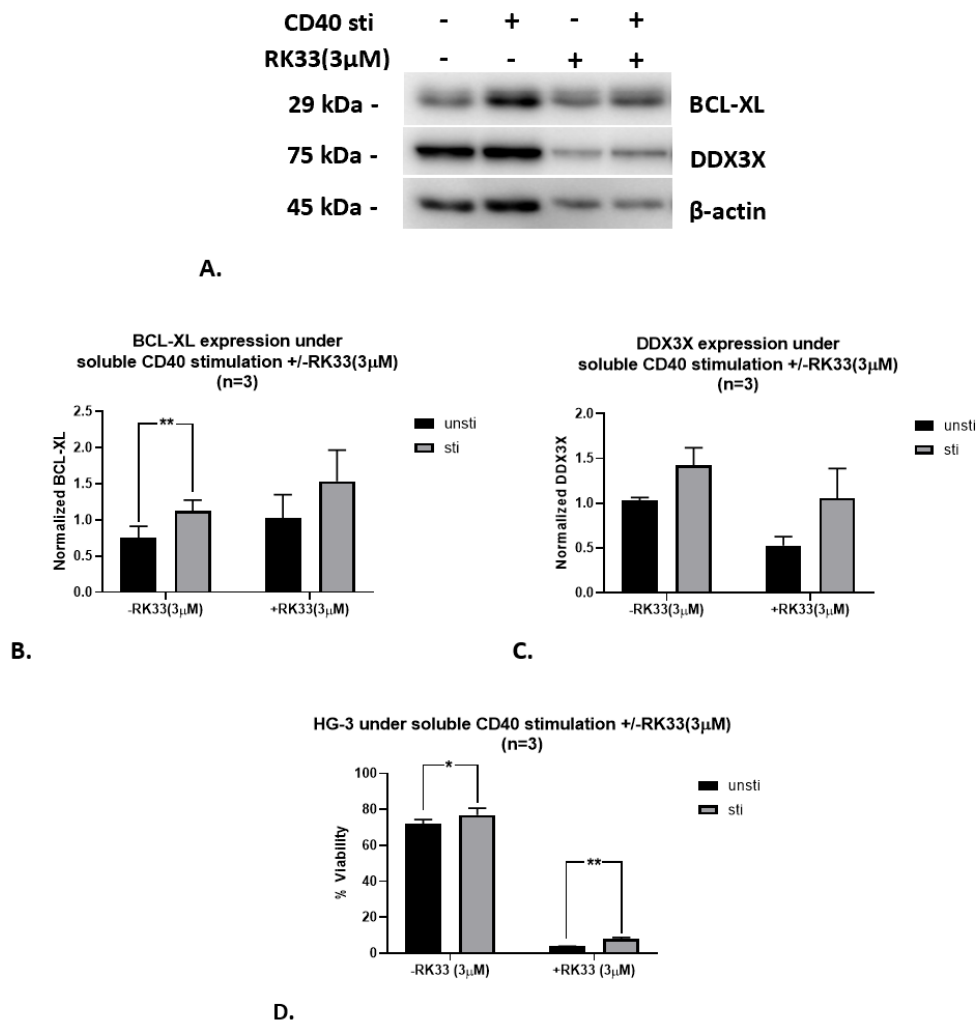 CD40 sti - + - +
RK33(3μM) - - + +
29 kDa - BCL-XL
75 kDa - DDX3X
45 kDa - β-actin
A.
BCL-XL expression under
soluble CD40 stimulation +/-RK33(3μM)
(n=3)
Normalized BCL-XL
2.5
2.0
1.5
1.0
0.5
0.0
**
unsti
sti
-RK33(3μM) +RK33(3μM)
B.
DDX3X expression under
soluble CD40 stimulation +/-RK33(3μM)
(n=3)
Normalized DDX3X
2.0
1.5
1.0
0.5
0.0
unsti
sti
-RK33(3μM) +RK33(3μM)
C.
HG-3 under soluble CD40 stimulation +/-RK33(3μM)
(n=3)
% Viability
100
80
60
40
20
0
*
**
unsti
sti
-RK33 (3μM) +RK33 (3μM)
D.